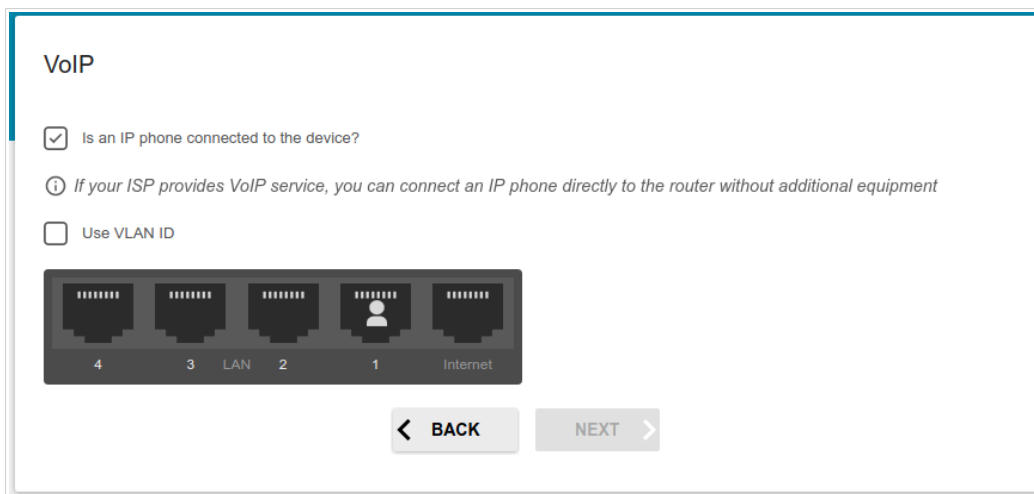 VoIP
Is an IP phone connected to the device?
If your ISP provides VoIP service, you can connect an IP phone directly to the router without additional equipment
Use VLAN ID
4 3 LAN 2 1 Internet
BACK NEXT